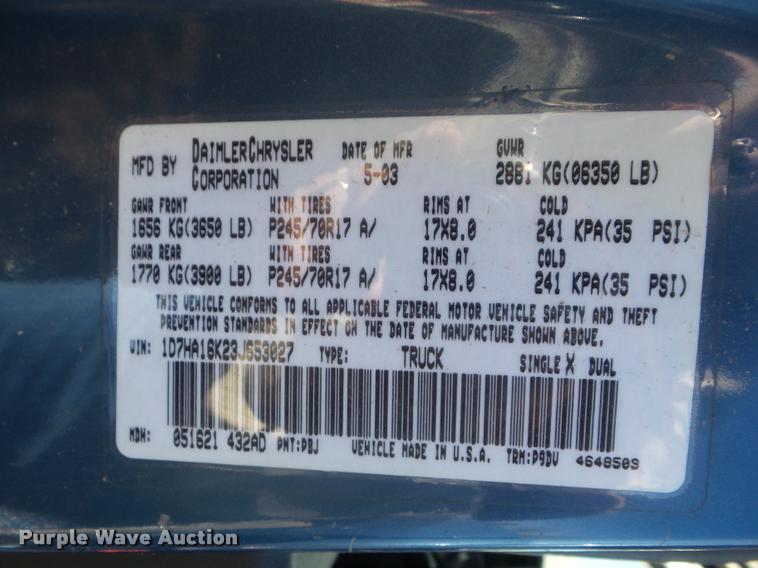 MFD BY DAIMLERCHRYSLER CORPORATION DATE OF MFR 5-03 GVWR 2881 KG(06350 LB)
GAWR FRONT WITH TIRES RIMS AT COLD
1656 KG(3650 LB) P245/70R17 A/ 17X8.0 241 KPA(35 PSI)
GAWR REAR WITH TIRES RIMS AT COLD
1770 KG(3900 LB) P245/70R17 A/ 17X8.0 241 KPA(35 PSI)
THIS VEHICLE CONFORMS TO ALL APPLICABLE FEDERAL MOTOR VEHICLE SAFETY AND THEFT
PREVENTION STANDARDS IN EFFECT ON THE DATE OF MANUFACTURE SHOWN ABOVE.
VIN: 1D7HA16K23J653027 TYPE: TRUCK SINGLE X DUAL
MDH: 051621 432AD PNT:PBJ VEHICLE MADE IN U.S.A. TRM:P9DV 4648503
Purple Wave Auction Purple Wave Auction